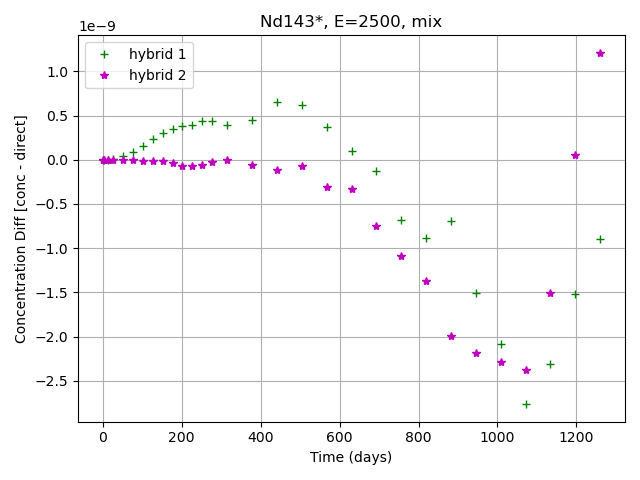 Nd143*, E=2500, mix
1e−9
hybrid 1
hybrid 2
1.0
0.5
0.0
−0.5
−1.0
−1.5
−2.0
−2.5
Concentration Diff [conc - direct]
0 200 400 600 800 1000 1200
Time (days)